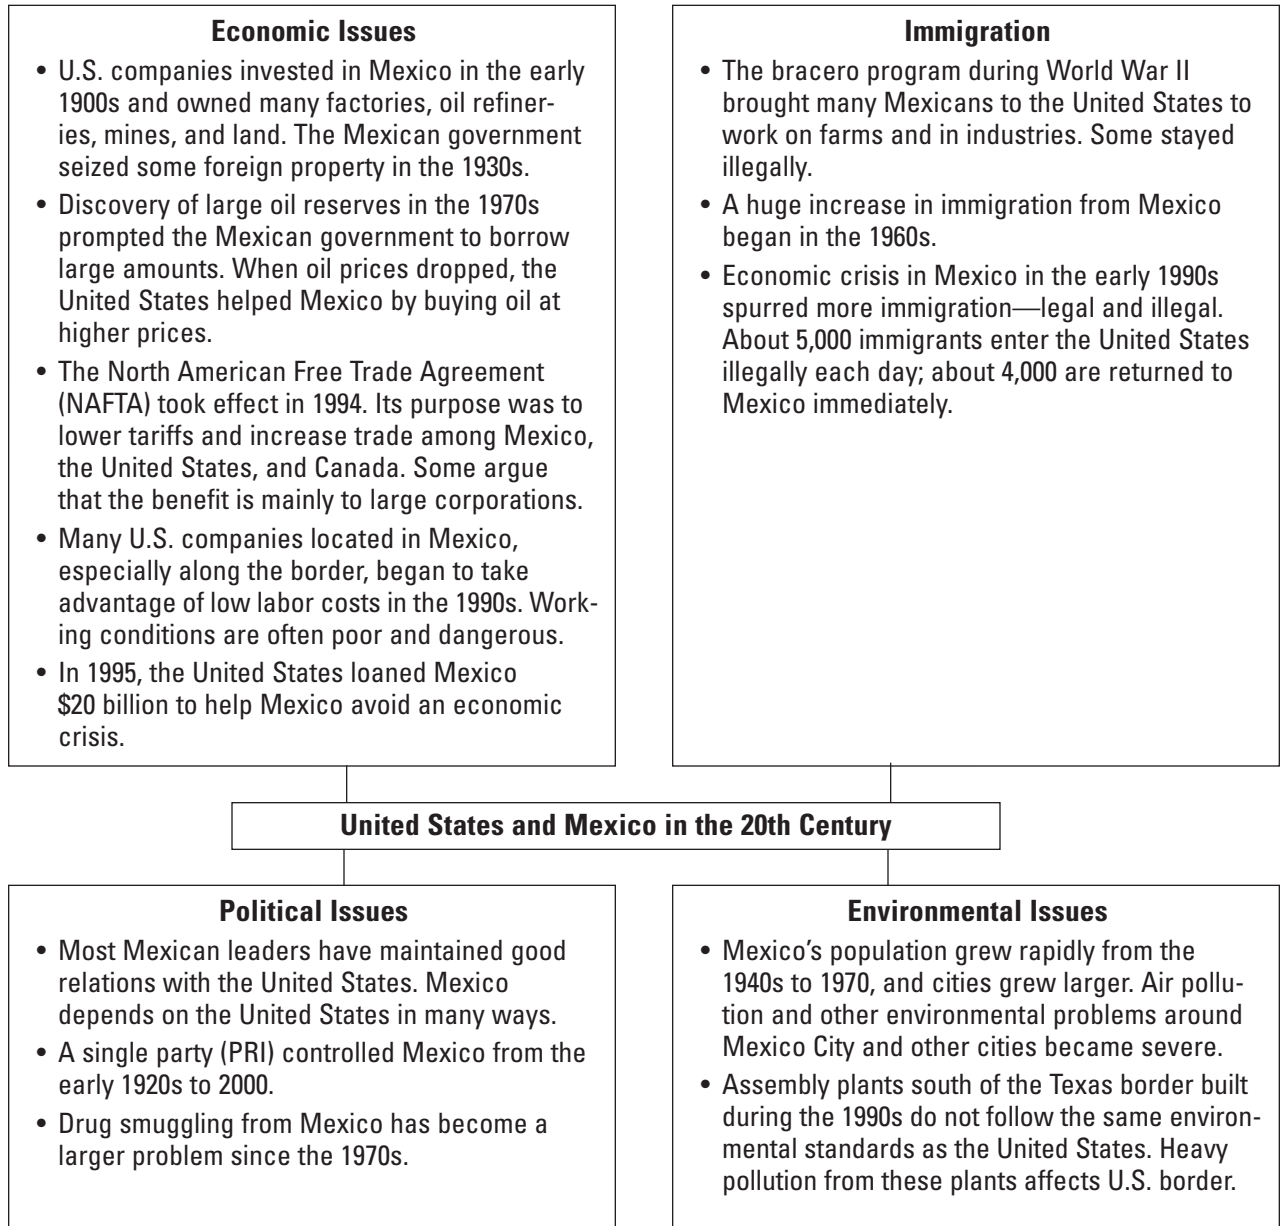 Economic Issues
• U.S. companies invested in Mexico in the early
1900s and owned many factories, oil refiner-
ies, mines, and land. The Mexican government
seized some foreign property in the 1930s.
• Discovery of large oil reserves in the 1970s
prompted the Mexican government to borrow
large amounts. When oil prices dropped, the
United States helped Mexico by buying oil at
higher prices.
• The North American Free Trade Agreement
(NAFTA) took effect in 1994. Its purpose was to
lower tariffs and increase trade among Mexico,
the United States, and Canada. Some argue
that the benefit is mainly to large corporations.
• Many U.S. companies located in Mexico,
especially along the border, began to take
advantage of low labor costs in the 1990s. Work-
ing conditions are often poor and dangerous.
• In 1995, the United States loaned Mexico
$20 billion to help Mexico avoid an economic
crisis.
Immigration
• The bracero program during World War II
brought many Mexicans to the United States to
work on farms and in industries. Some stayed
illegally.
• A huge increase in immigration from Mexico
began in the 1960s.
• Economic crisis in Mexico in the early 1990s
spurred more immigration—legal and illegal.
About 5,000 immigrants enter the United States
illegally each day; about 4,000 are returned to
Mexico immediately.
United States and Mexico in the 20th Century
Political Issues
• Most Mexican leaders have maintained good
relations with the United States. Mexico
depends on the United States in many ways.
• A single party (PRI) controlled Mexico from the
early 1920s to 2000.
• Drug smuggling from Mexico has become a
larger problem since the 1970s.
Environmental Issues
• Mexico's population grew rapidly from the
1940s to 1970, and cities grew larger. Air pollu-
tion and other environmental problems around
Mexico City and other cities became severe.
• Assembly plants south of the Texas border built
during the 1990s do not follow the same environ-
mental standards as the United States. Heavy
pollution from these plants affects U.S. border.